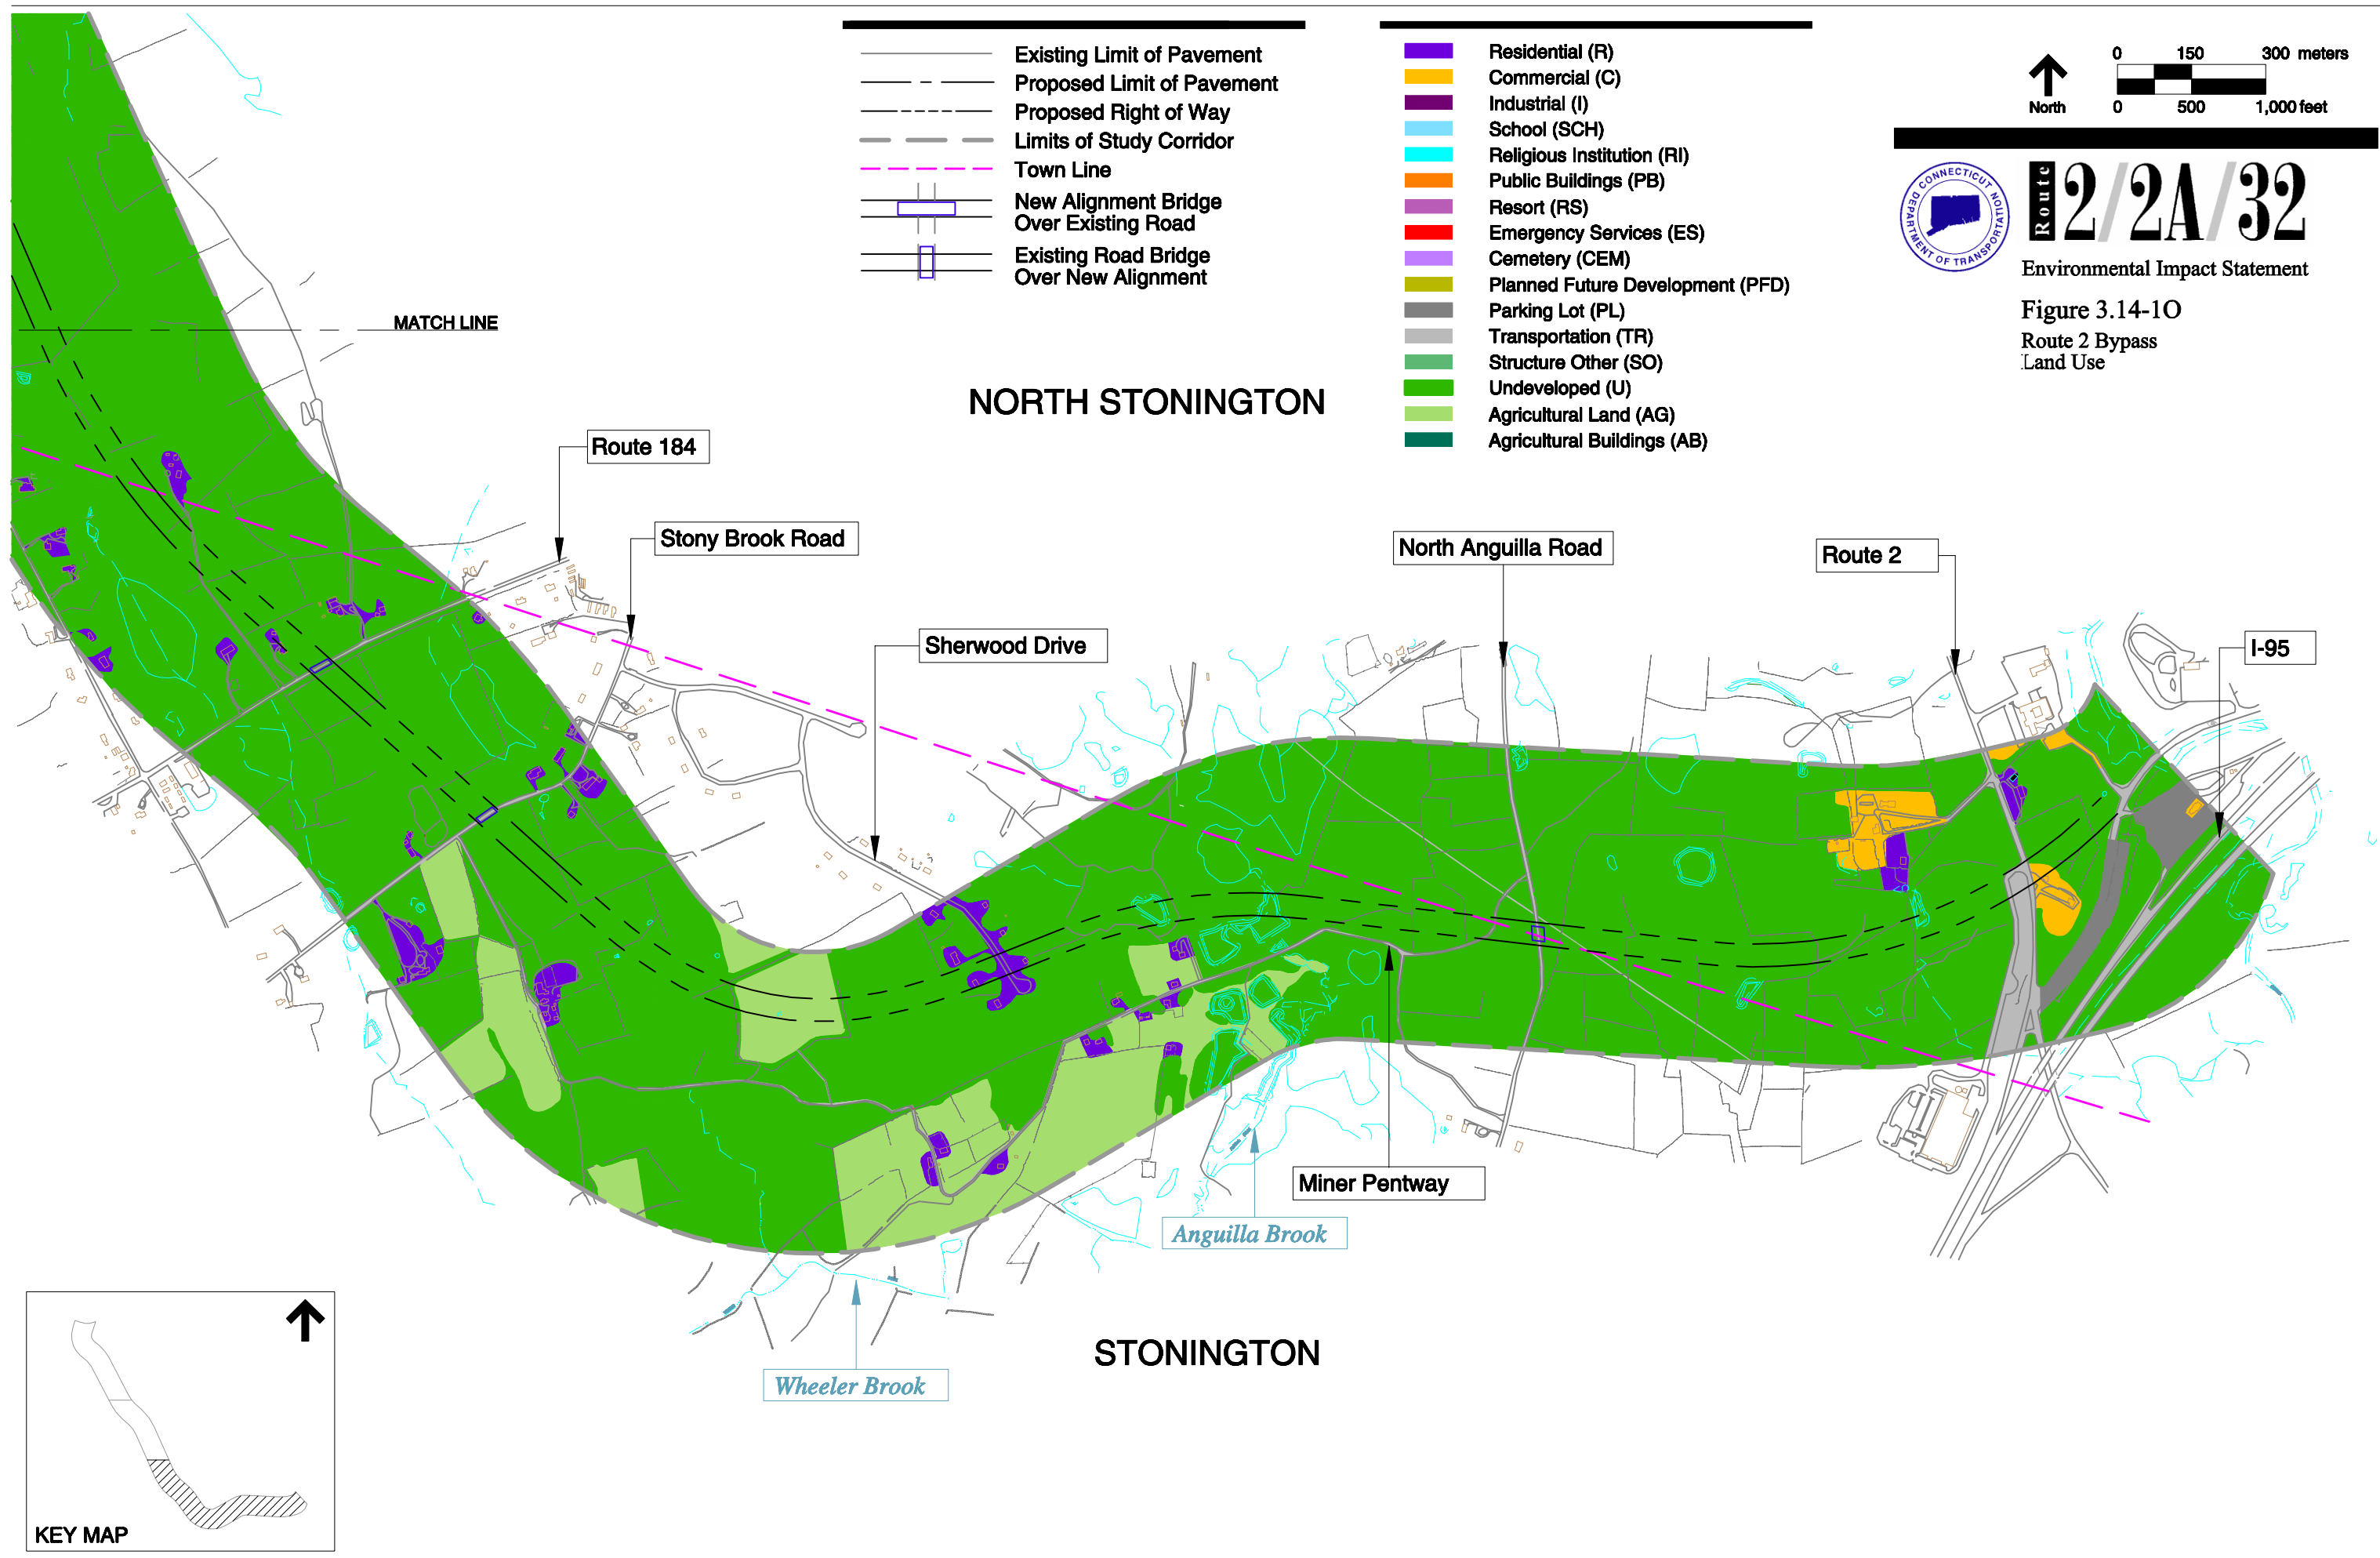 Existing Limit of Pavement
Proposed Limit of Pavement
Proposed Right of Way
Limits of Study Corridor
Town Line
New Alignment Bridge
Over Existing Road
Existing Road Bridge
Over New Alignment
Residential (R)
Commercial (C)
Industrial (I)
School (SCH)
Religious Institution (RI)
Public Buildings (PB)
Resort (RS)
Emergency Services (ES)
Cemetery (CEM)
Planned Future Development (PFD)
Parking Lot (PL)
Transportation (TR)
Structure Other (SO)
Undeveloped (U)
Agricultural Land (AG)
Agricultural Buildings (AB)
0 150 300 meters
North
0 500 1,000 feet
CONNECTICUT
DEPARTMENT OF TRANSPORTATION
Route 2/2A/32
Environmental Impact Statement
Figure 3.14-1O
Route 2 Bypass
Land Use
MATCH LINE
NORTH STONINGTON
Route 184
Stony Brook Road
North Anguilla Road
Route 2
Sherwood Drive
I-95
Miner Pentway
Anguilla Brook
STONINGTON
Wheeler Brook
KEY MAP